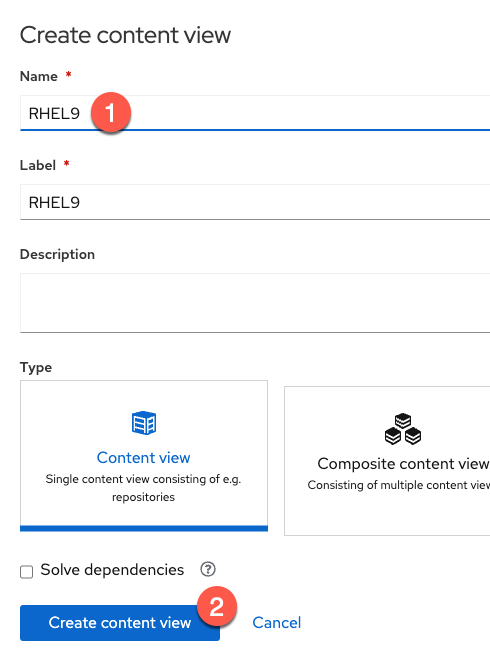 Create content view
Name *
RHEL9 1
Label *
RHEL9
Description
Type
Content view
Single content view consisting of e.g.
repositories
Composite content view
Consisting of multiple content view
Solve dependencies ?
Create content view 2 Cancel